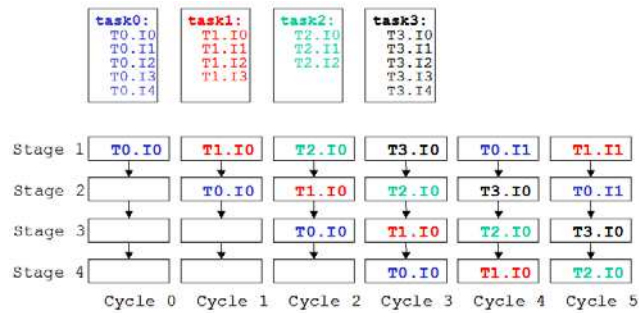 task0: task1: task2: task3:
T0.I0 T1.I0 T2.I0 T3.I0
T0.I1 T1.I1 T2.I1 T3.I1
T0.I2 T1.I2 T2.I2 T3.I2
T0.I3 T1.I3 T3.I3
T0.I4 T3.I4
Stage 1 T0.I0 T1.I0 T2.I0 T3.I0 T0.I1 T1.I1
Stage 2 T0.I0 T1.I0 T2.I0 T3.I0 T0.I1
Stage 3 T0.I0 T1.I0 T2.I0 T3.I0
Stage 4 T0.I0 T1.I0 T2.I0
Cycle 0 Cycle 1 Cycle 2 Cycle 3 Cycle 4 Cycle 5